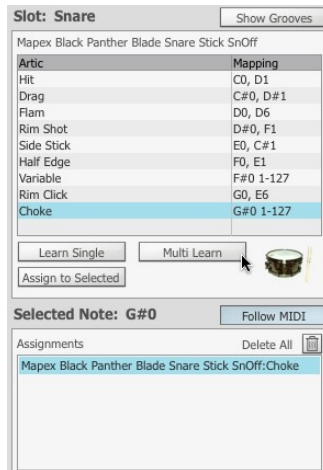 Slot: Snare Show Grooves
Mapex Black Panther Blade Snare Stick SnOff
Artic Mapping
Hit C0, D1
Drag C#0, D#1
Flam D0, D6
Rim Shot D#0, F1
Side Stick E0, C#1
Half Edge F0, E1
Variable F#0 1-127
Rim Click G0, E6
Choke G#0 1-127
Learn Single Multi Learn
Assign to Selected
Selected Note: G#0 Follow MIDI
Assignments Delete All
Mapex Black Panther Blade Snare Stick SnOff:Choke